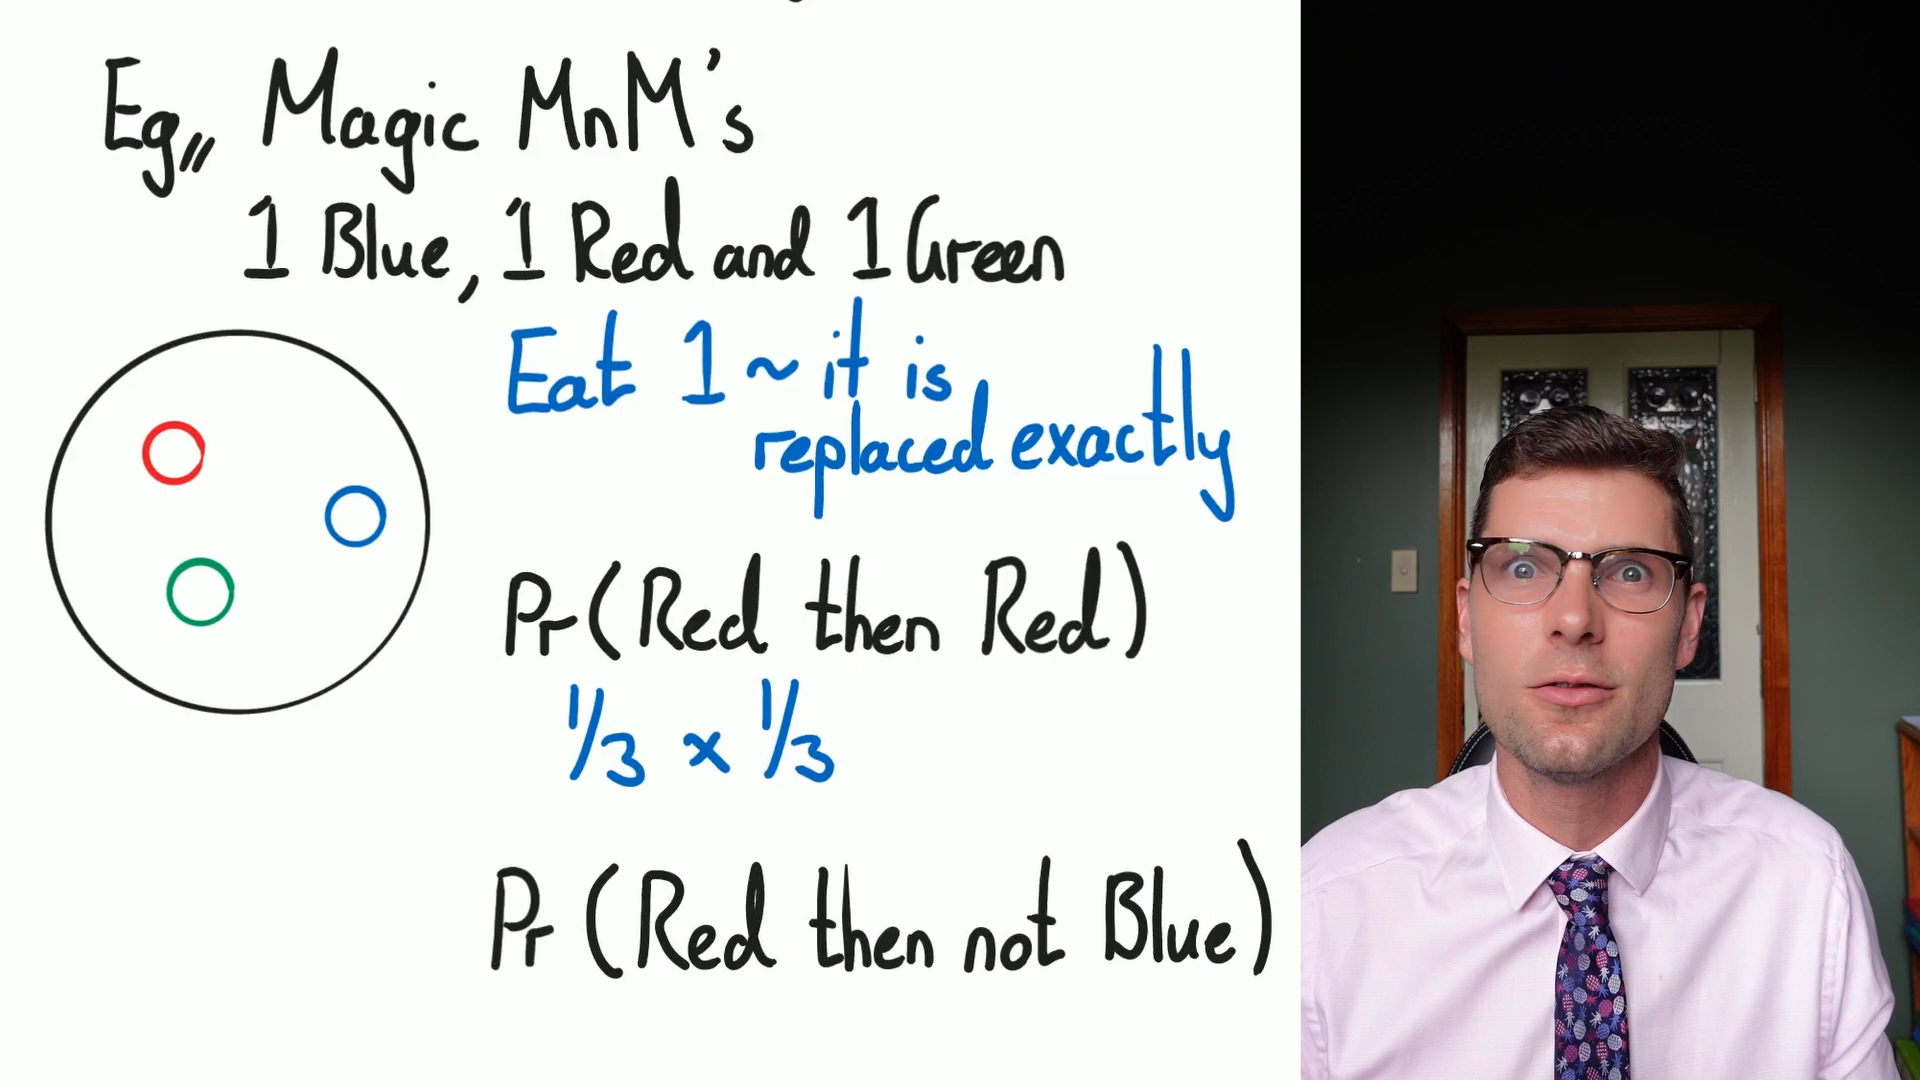 Eg,, Magic MnM's
1 Blue, 1 Red and 1 Green
Eat 1 ~ it is
replaced exactly
Pr(Red then Red)
1/3 x 1/3
Pr (Red then not Blue)